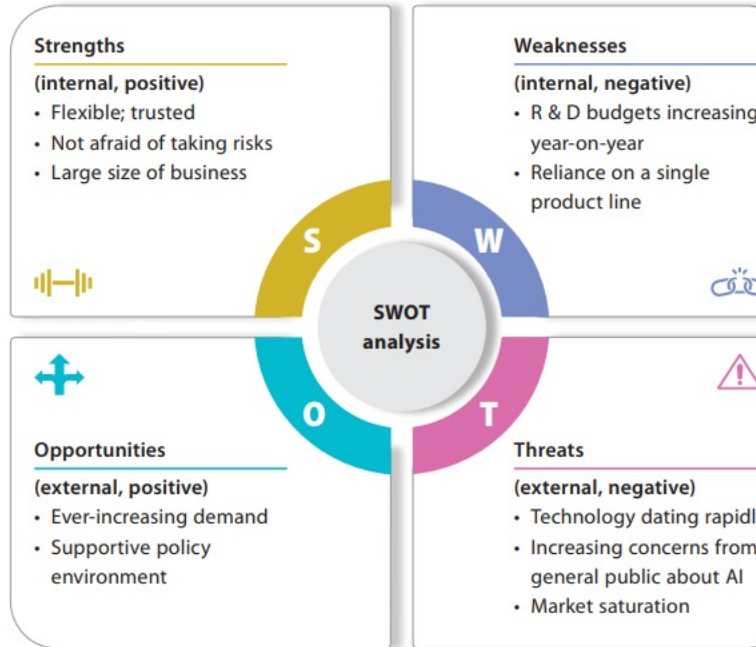 Strengths
(internal, positive)
• Flexible; trusted
• Not afraid of taking risks
• Large size of business
Weaknesses
(internal, negative)
• R & D budgets increasing
year-on-year
• Reliance on a single
product line
S
W
SWOT
analysis
O
T
Opportunities
(external, positive)
• Ever-increasing demand
• Supportive policy
environment
Threats
(external, negative)
• Technology dating rapidl
• Increasing concerns from
general public about AI
• Market saturation